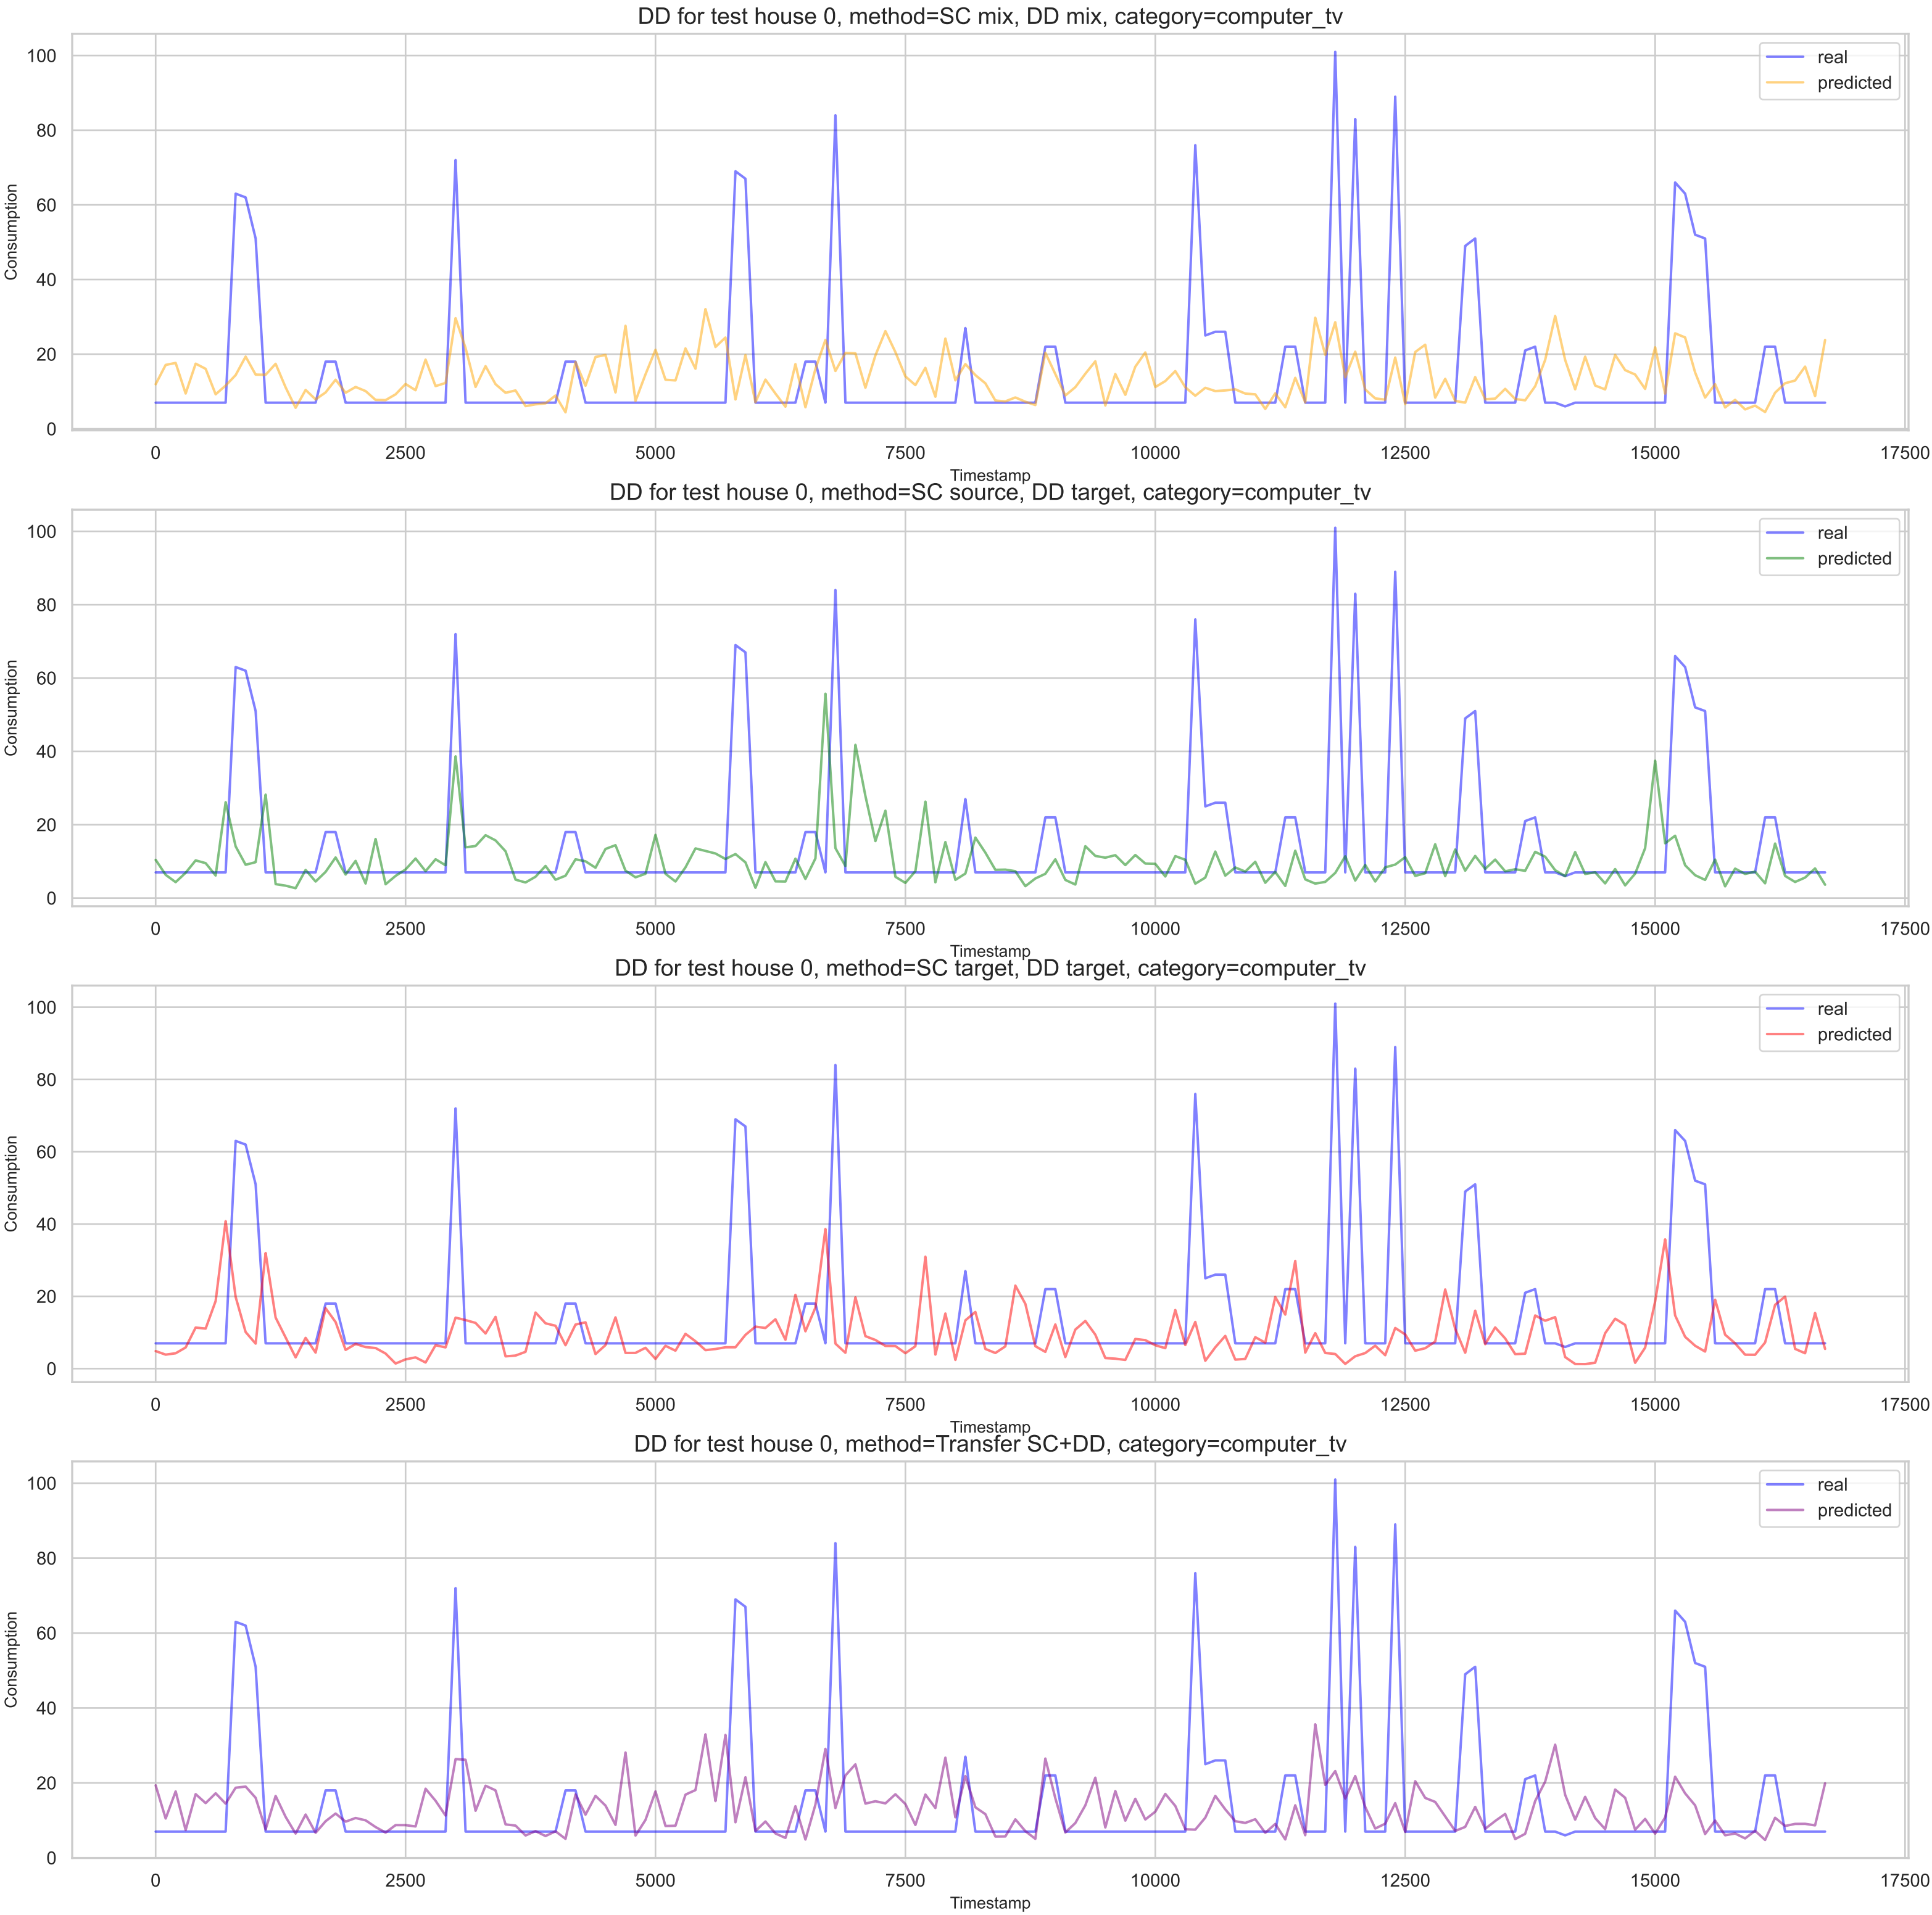 DD for test house 0, method=SC mix, DD mix, category=computer_tv
real
predicted
Consumption
100
80
60
40
20
0
0 2500 5000 7500 10000 12500 15000 17500
Timestamp
DD for test house 0, method=SC source, DD target, category=computer_tv
real
predicted
Consumption
100
80
60
40
20
0
0 2500 5000 7500 10000 12500 15000 17500
Timestamp
DD for test house 0, method=SC target, DD target, category=computer_tv
real
predicted
Consumption
100
80
60
40
20
0
0 2500 5000 7500 10000 12500 15000 17500
Timestamp
DD for test house 0, method=Transfer SC+DD, category=computer_tv
real
predicted
Consumption
100
80
60
40
20
0
0 2500 5000 7500 10000 12500 15000 17500
Timestamp